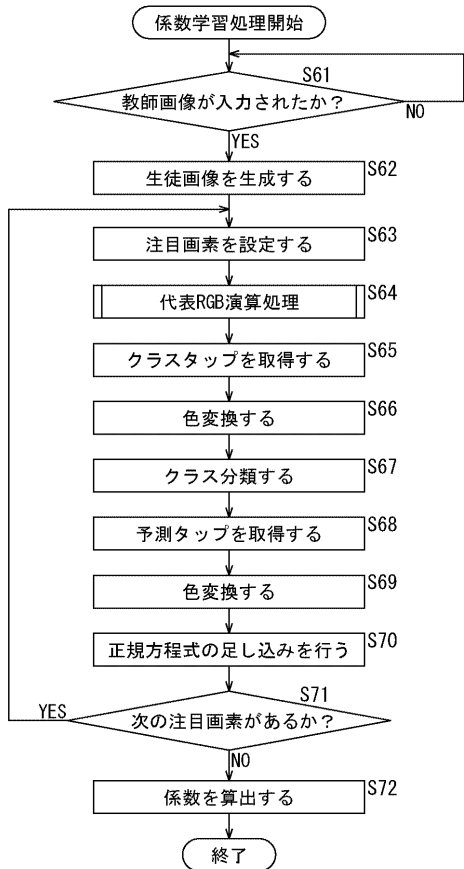 係数学習処理開始
S61
教師画像が入力されたか？
NO
YES
生徒画像を生成する
S62
注目画素を設定する
S63
代表RGB演算処理
S64
クラスタップを取得する
S65
色変換する
S66
クラス分類する
S67
予測タップを取得する
S68
色変換する
S69
正規方程式の足し込みを行う
S70
S71
YES
次の注目画素があるか？
NO
係数を算出する
S72
終了